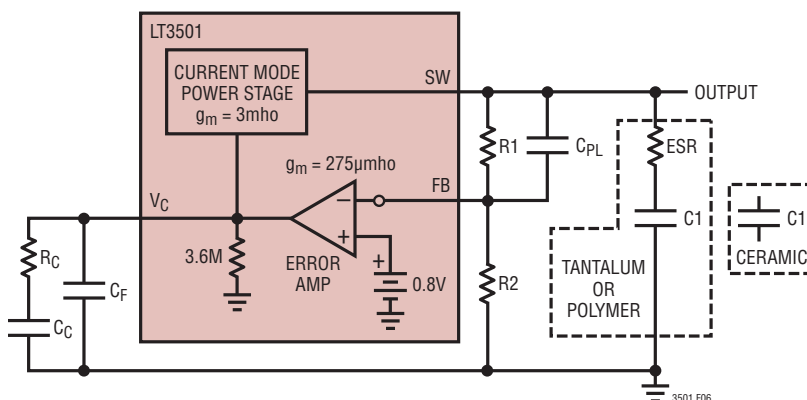 LT3501
CURRENT MODE
POWER STAGE
gm = 3mho
SW
OUTPUT
R1
CPL
ESR
gm = 275µmho
FB
VC
–
+
C1
C1
CERAMIC
RC
CF
CC
3.6M
ERROR
AMP
+
0.8V
R2
TANTALUM
OR
POLYMER
3501 F06